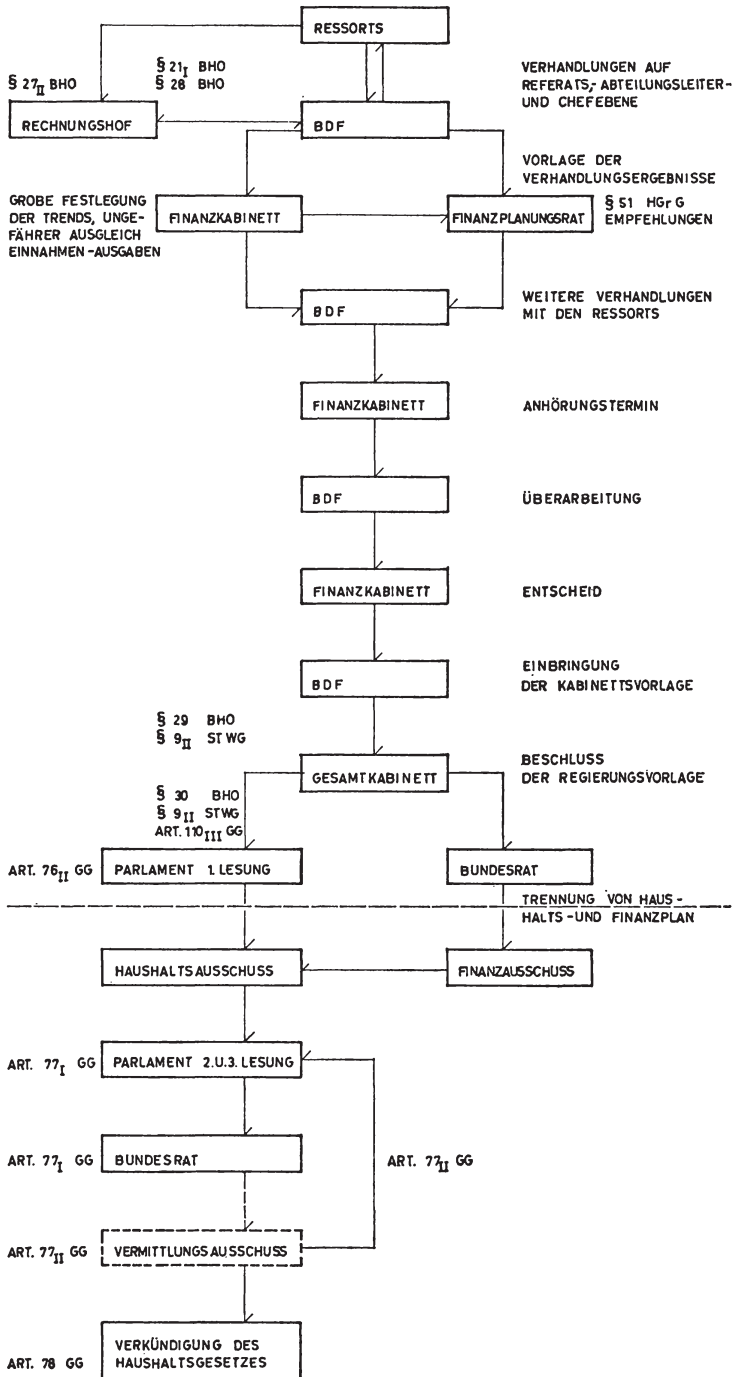 RESSORTS
§ 27II BHO
§ 21I BHO
§ 28 BHO
VERHANDLUNGEN AUF
REFERATS,- ABTEILUNGSLEITER-
UND CHEFEBENE
RECHNUNGSHOF
BDF
VORLAGE DER
VERHANDLUNGSERGEBNISSE
GROBE FESTLEGUNG
DER TRENDS, UNGE-
FÄHRER AUSGLEICH
EINNAHMEN-AUSGABEN
FINANZKABINETT
FINANZPLANUNGSRAT
§ 51 HGrG
EMPFEHLUNGEN
BDF
WEITERE VERHANDLUNGEN
MIT DEN RESSORTS
FINANZKABINETT
ANHÖRUNGSTERMIN
BDF
ÜBERARBEITUNG
FINANZKABINETT
ENTSCHEID
BDF
EINBRINGUNG
DER KABINETTSVORLAGE
§ 29 BHO
§ 9II STWG
GESAMTKABINETT
BESCHLUSS
DER REGIERUNGSVORLAGE
§ 30 BHO
§ 9II STWG
ART. 110III GG
ART. 76II GG
PARLAMENT 1. LESUNG
BUNDESRAT
TRENNUNG VON HAUS-
HALTS-UND FINANZPLAN
HAUSHALTSAUSSCHUSS
FINANZAUSSCHUSS
ART. 77I GG
PARLAMENT 2.U.3. LESUNG
ART. 77I GG
BUNDESRAT
ART. 77II GG
ART. 77II GG
VERMITTLUNGSAUSSCHUSS
ART. 78 GG
VERKÜNDIGUNG DES
HAUSHALTSGESETZES